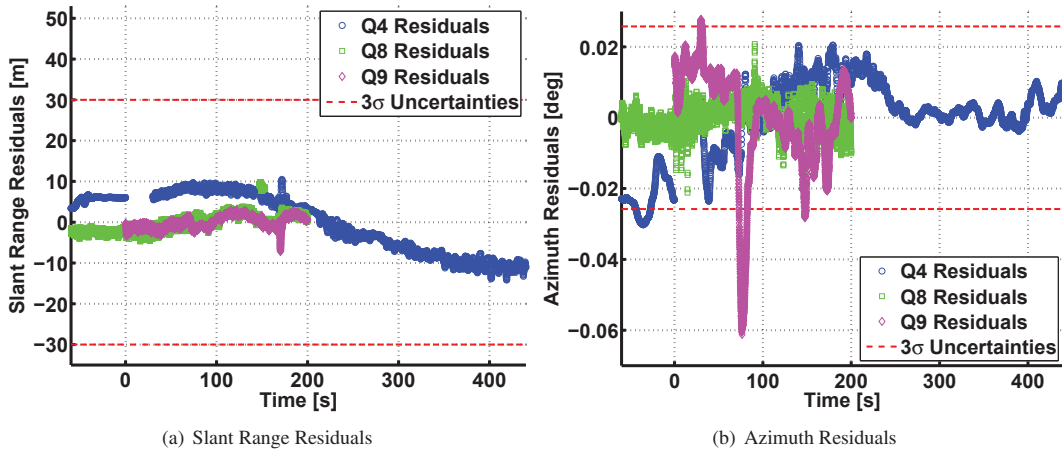 Slant Range Residuals [m]
50
40
30
20
10
0
−10
−20
−30
Q4 Residuals
Q8 Residuals
Q9 Residuals
3σ Uncertainties
0 100 200 300 400
Time [s]
(a) Slant Range Residuals
Azimuth Residuals [deg]
0.02
0
−0.02
−0.04
−0.06
Q4 Residuals
Q8 Residuals
Q9 Residuals
3σ Uncertainties
0 100 200 300 400
Time [s]
(b) Azimuth Residuals